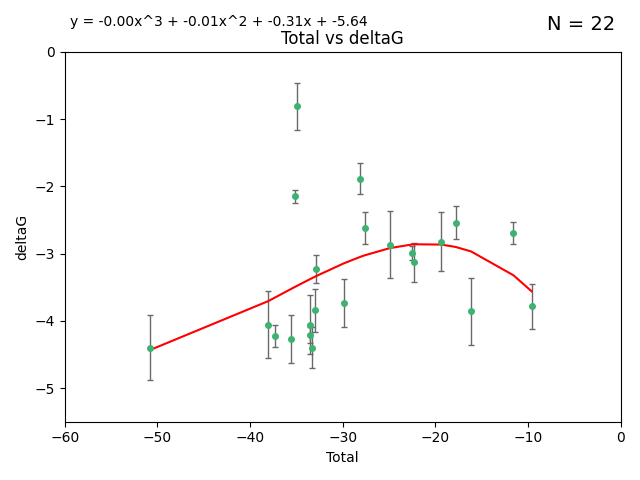 y = -0.00x^3 + -0.01x^2 + -0.31x + -5.64
N = 22
Total vs deltaG
0
−1
−2
−3
−4
−5
deltaG
−60 −50 −40 −30 −20 −10 0
Total